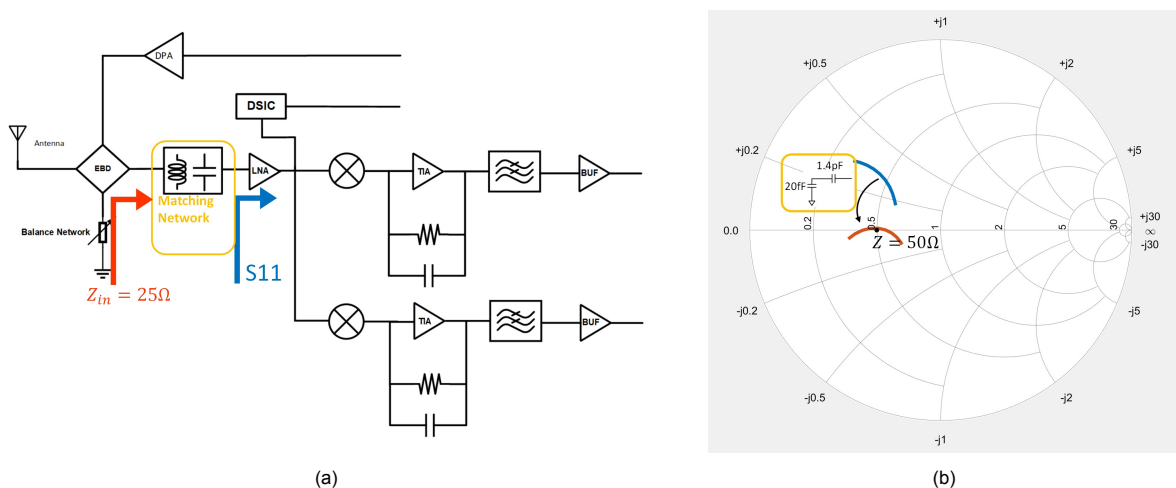 DPA
DSIC
Antenna
EBD
LNA
TIA
BUF
Matching
Network
Balance Network
S11
Z_{in} = 25Ω
TIA
BUF
(a)
+j1
+j0.5
+j2
+j0.2
+j5
1.4pF
20fF
0.0
0.2
0.5
1
2
5
30
+j30
∞
-j30
Z = 50Ω
-j0.2
-j5
-j0.5
-j2
-j1
(b)